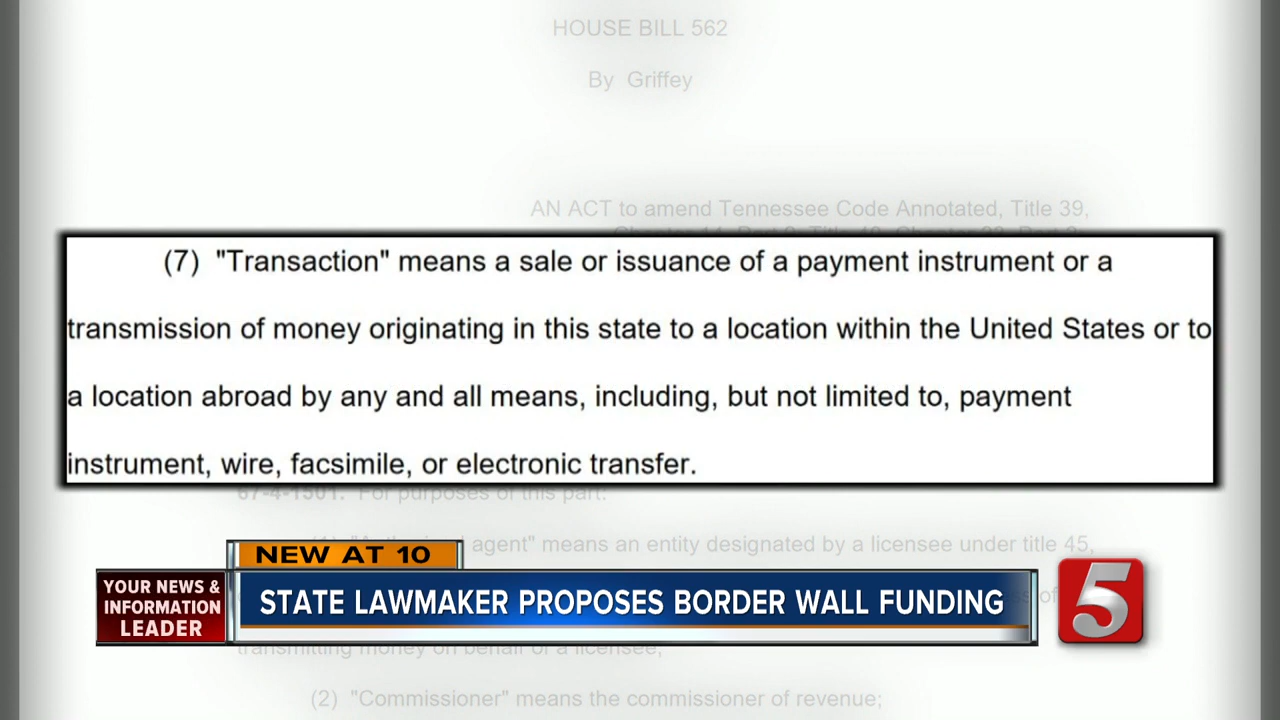 HOUSE BILL 562
By Griffey
AN ACT to amend Tennessee Code Annotated, Title 39,
(7) "Transaction" means a sale or issuance of a payment instrument or a
transmission of money originating in this state to a location within the United States or to
a location abroad by any and all means, including, but not limited to, payment
instrument, wire, facsimile, or electronic transfer.
67-4-1501. For purposes of this part:
agent" means an entity designated by a licensee under title 45,
NEW AT 10
YOUR NEWS &
INFORMATION
LEADER
STATE LAWMAKER PROPOSES BORDER WALL FUNDING
5
transmitting money on behalf of a licensee;
(2) "Commissioner" means the commissioner of revenue;